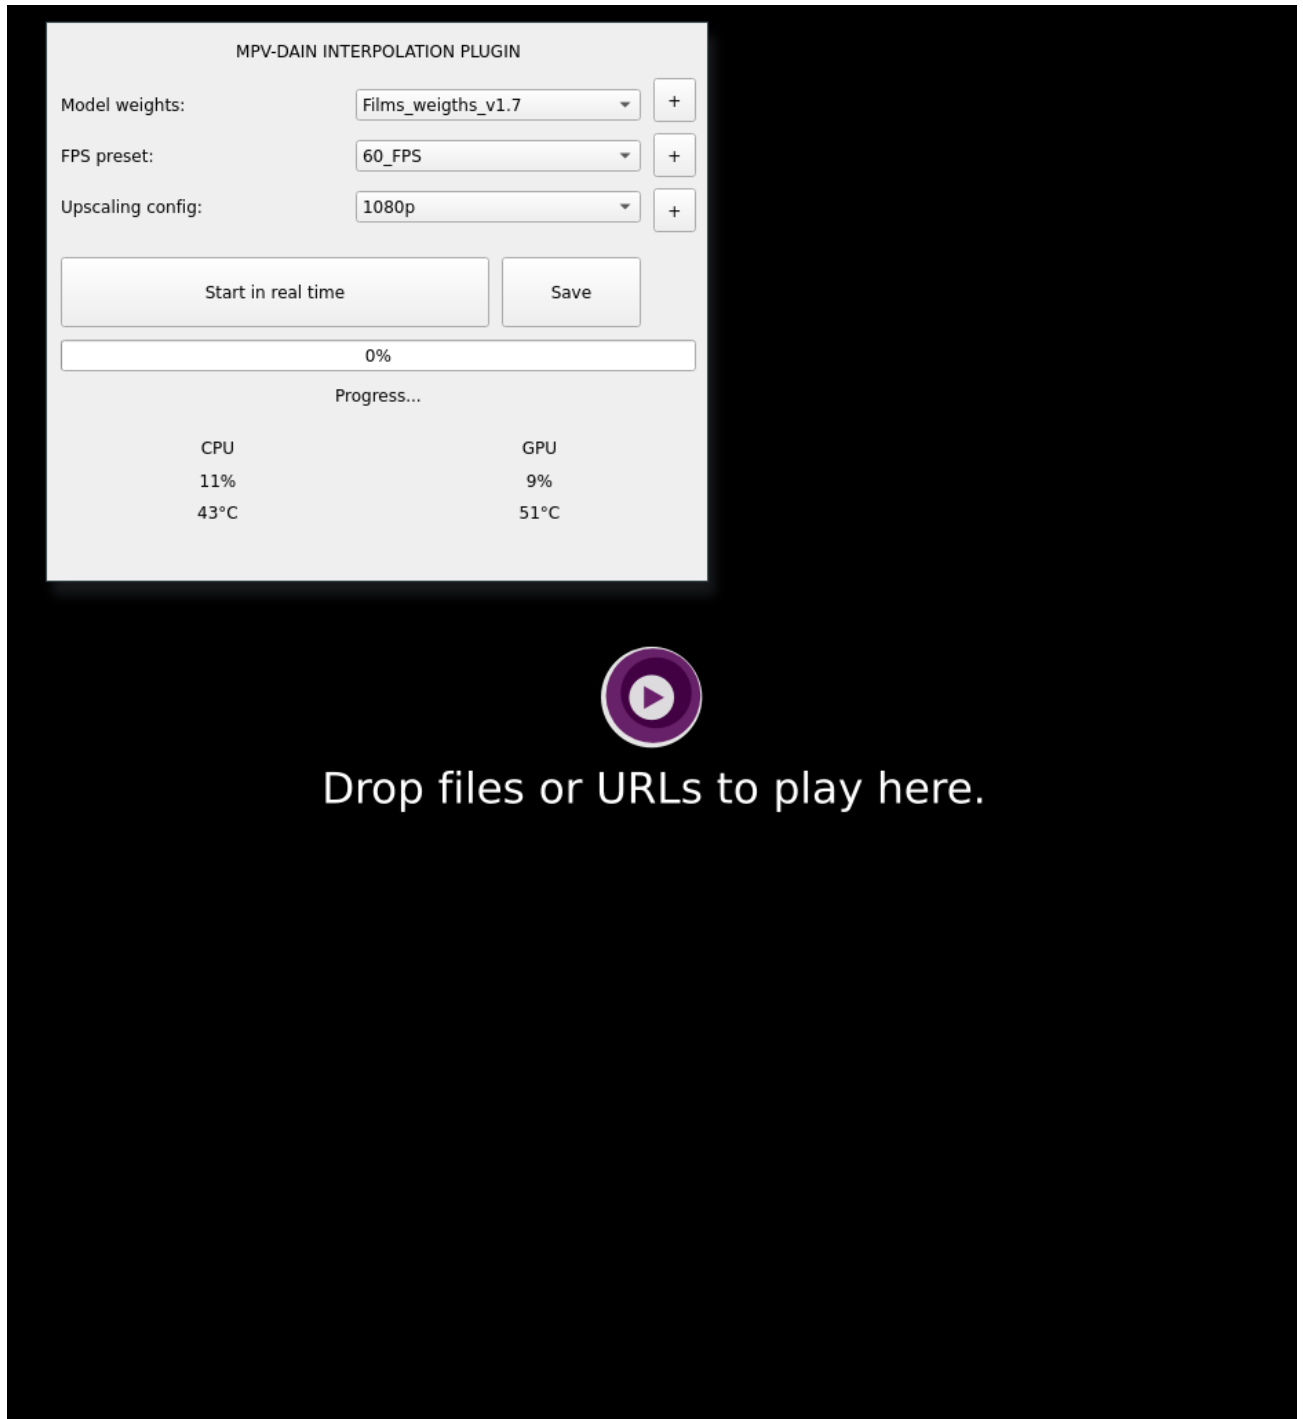 MPV-DAIN INTERPOLATION PLUGIN
Model weights: Films_weigths_v1.7 +
FPS preset: 60_FPS +
Upscaling config: 1080p +
Start in real time Save
0%
Progress...
CPU GPU
11% 9%
43°C 51°C
Drop files or URLs to play here.